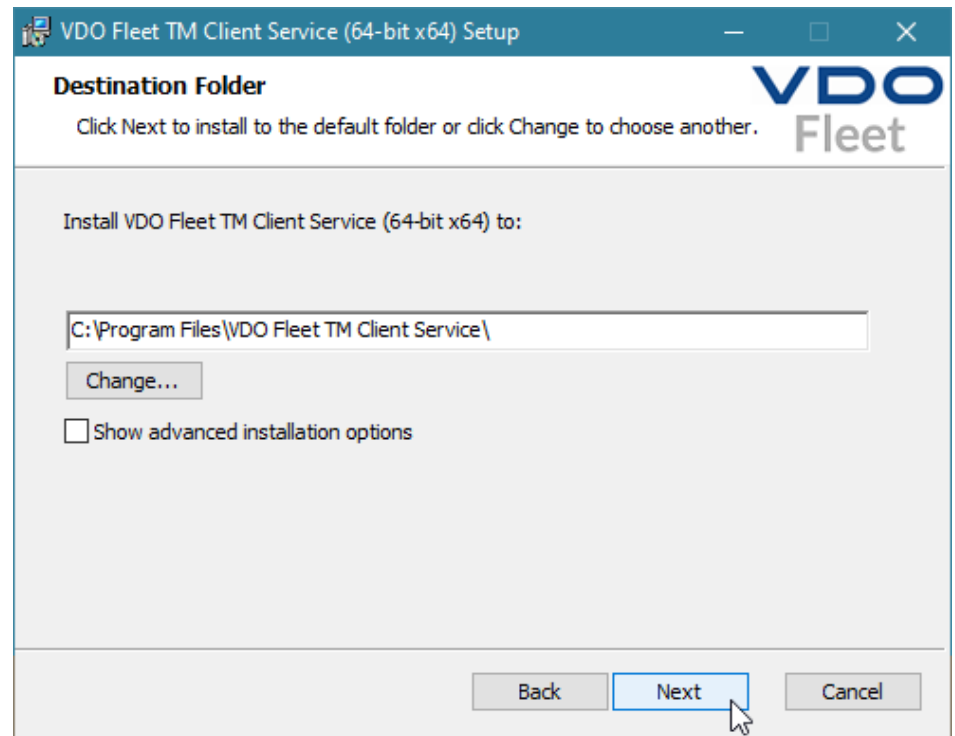 VDO Fleet TM Client Service (64-bit x64) Setup
Destination Folder
Click Next to install to the default folder or click Change to choose another.
VDO
Fleet
Install VDO Fleet TM Client Service (64-bit x64) to:
C:\Program Files\VDO Fleet TM Client Service\
Change...
Show advanced installation options
Back Next Cancel